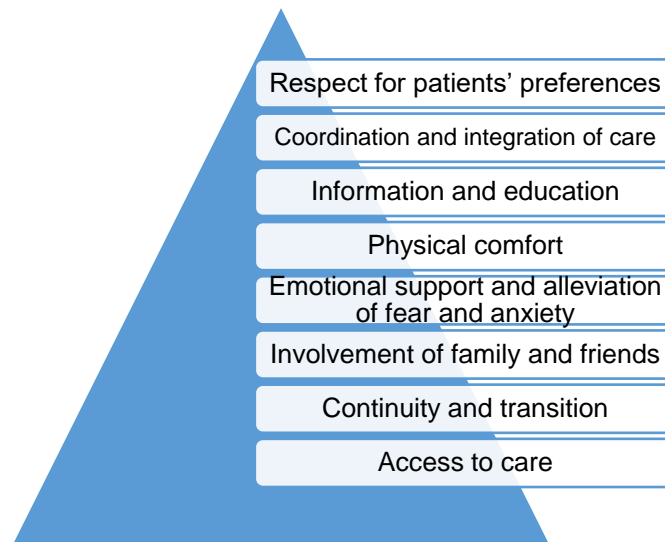 Respect for patients’ preferences
Coordination and integration of care
Information and education
Physical comfort
Emotional support and alleviation
of fear and anxiety
Involvement of family and friends
Continuity and transition
Access to care